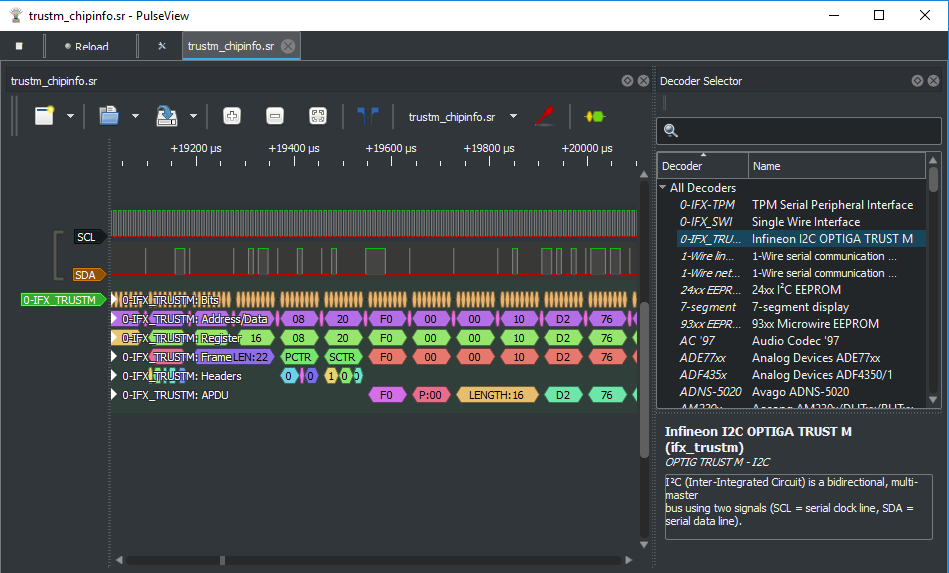 trustm_chipinfo.sr - PulseView
Reload
trustm_chipinfo.sr
trustm_chipinfo.sr
trustm_chipinfo.sr
+19200 µs +19400 µs +19600 µs +19800 µs +20000 µs
SCL
SDA
0-IFX_TRUSTM
0-IFX_TRUSTM: Bits
0-IFX_TRUSTM: Address/Data 08 20 F0 00 00 10 D2 76
0-IFX_TRUSTM: Register 16 08 20 F0 00 00 10 D2 76
0-IFX_TRUSTM: Frame LEN:22 PCTR SCTR F0 00 00 10 D2 76
0-IFX_TRUSTM: Headers 0 0 1 0 0
0-IFX_TRUSTM: APDU F0 P:00 LENGTH:16 D2 76
Decoder Selector
Decoder Name
All Decoders
0-IFX-TPM TPM Serial Peripheral Interface
0-IFX_SWI Single Wire Interface
0-IFX_TRU... Infineon I2C OPTIGA TRUST M
1-Wire lin... 1-Wire serial communication ...
1-Wire net... 1-Wire serial communication ...
24xx EEPR... 24xx I²C EEPROM
7-segment 7-segment display
93xx EEPR... 93xx Microwire EEPROM
AC '97 Audio Codec '97
ADE77xx Analog Devices ADE77xx
ADF435x Analog Devices ADF4350/1
ADNS-5020 Avago ADNS-5020
Infineon I2C OPTIGA TRUST M
(ifx_trustm)
OPTIG TRUST M - I2C
I²C (Inter-Integrated Circuit) is a bidirectional, multi-
master
bus using two signals (SCL = serial clock line, SDA =
serial data line).